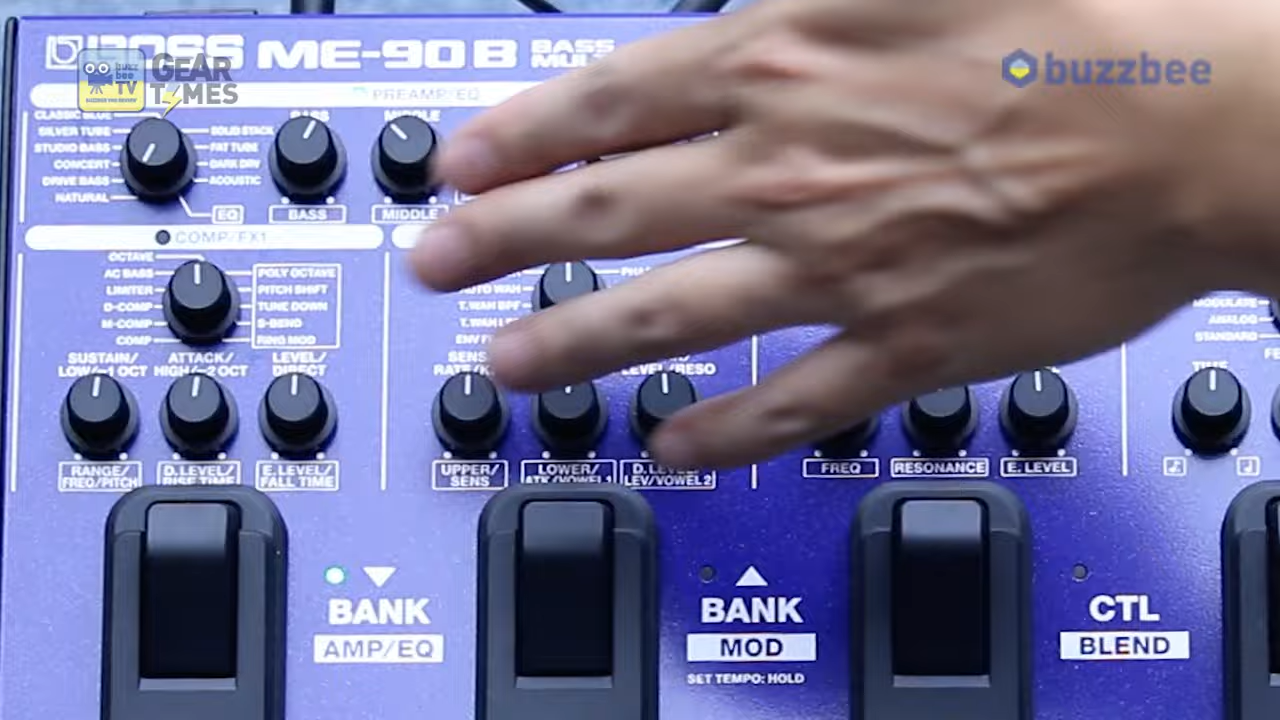 BOSS ME-90B BASS
buzz bee TV
GEAR TIMES
buzzbee
PREAMP/EQ
CLASSIC BLUE
SILVER TUBE
STUDIO BASS
CONCERT
DRIVE BASS
NATURAL
SOLID STACK
FAT TUBE
DARK DRV
ACOUSTIC
EQ
BASS
MIDDLE
BASS
MIDDLE
COMP/FX1
OCTAVE
AC BASS
LIMITER
D-COMP
M-COMP
COMP
POLY OCTAVE
PITCH SHIFT
TUNE DOWN
S-BEND
RING MOD
AUTO WAH
T.WAH BPF
MODULATE
ANALOG
STANDARD
SUSTAIN/
LOW/-1 OCT
ATTACK/
HIGH/-2 OCT
LEVEL/
DIRECT
LEVEL/RESO
TIME
RANGE/
FREQ/PITCH
D.LEVEL/
RISE TIME
E.LEVEL/
FALL TIME
UPPER/
SENS
LOWER/
ATK/VOWEL1
LEV/VOWEL2
FREQ
RESONANCE
E.LEVEL
BANK
AMP/EQ
BANK
MOD
SET TEMPO: HOLD
CTL
BLEND